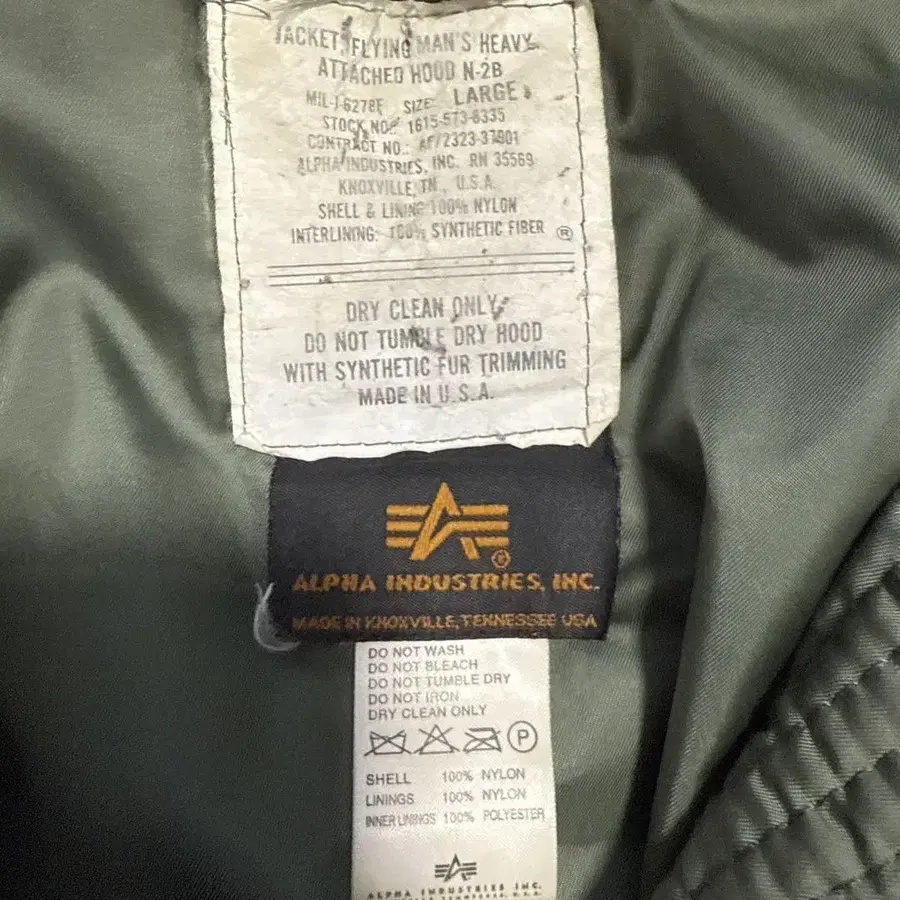 JACKET, FLYING MAN'S HEAVY
ATTACHED HOOD N-2B
MIL-J-6278F SIZE: LARGE
STOCK NO. 1615-573-8335
CONTRACT NO.: AF/2323-37801
ALPHA INDUSTRIES, INC. RN 35569
KNOXVILLE, TN., U.S.A.
SHELL & LINING 100% NYLON
INTERLINING: 100% SYNTHETIC FIBER ®
DRY CLEAN ONLY
DO NOT TUMBLE DRY HOOD
WITH SYNTHETIC FUR TRIMMING
MADE IN U.S.A.
®
ALPHA INDUSTRIES, INC.
MADE IN KNOXVILLE, TENNESSEE USA
DO NOT WASH
DO NOT BLEACH
DO NOT TUMBLE DRY
DO NOT IRON
DRY CLEAN ONLY
P
SHELL 100% NYLON
LININGS 100% NYLON
INNER LININGS 100% POLYESTER
ALPHA INDUSTRIES INC.